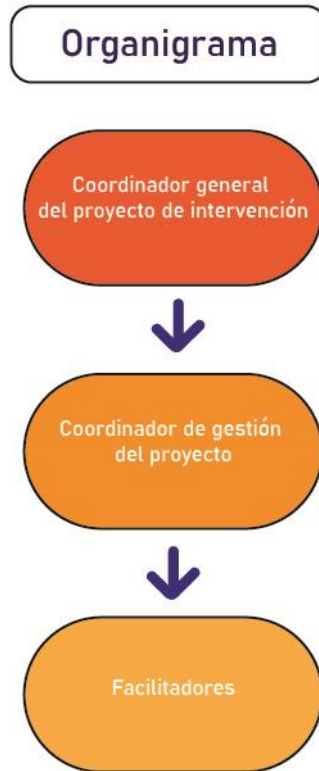 Organigrama
Coordinador general
del proyecto de intervención
Coordinador de gestión
del proyecto
Facilitadores